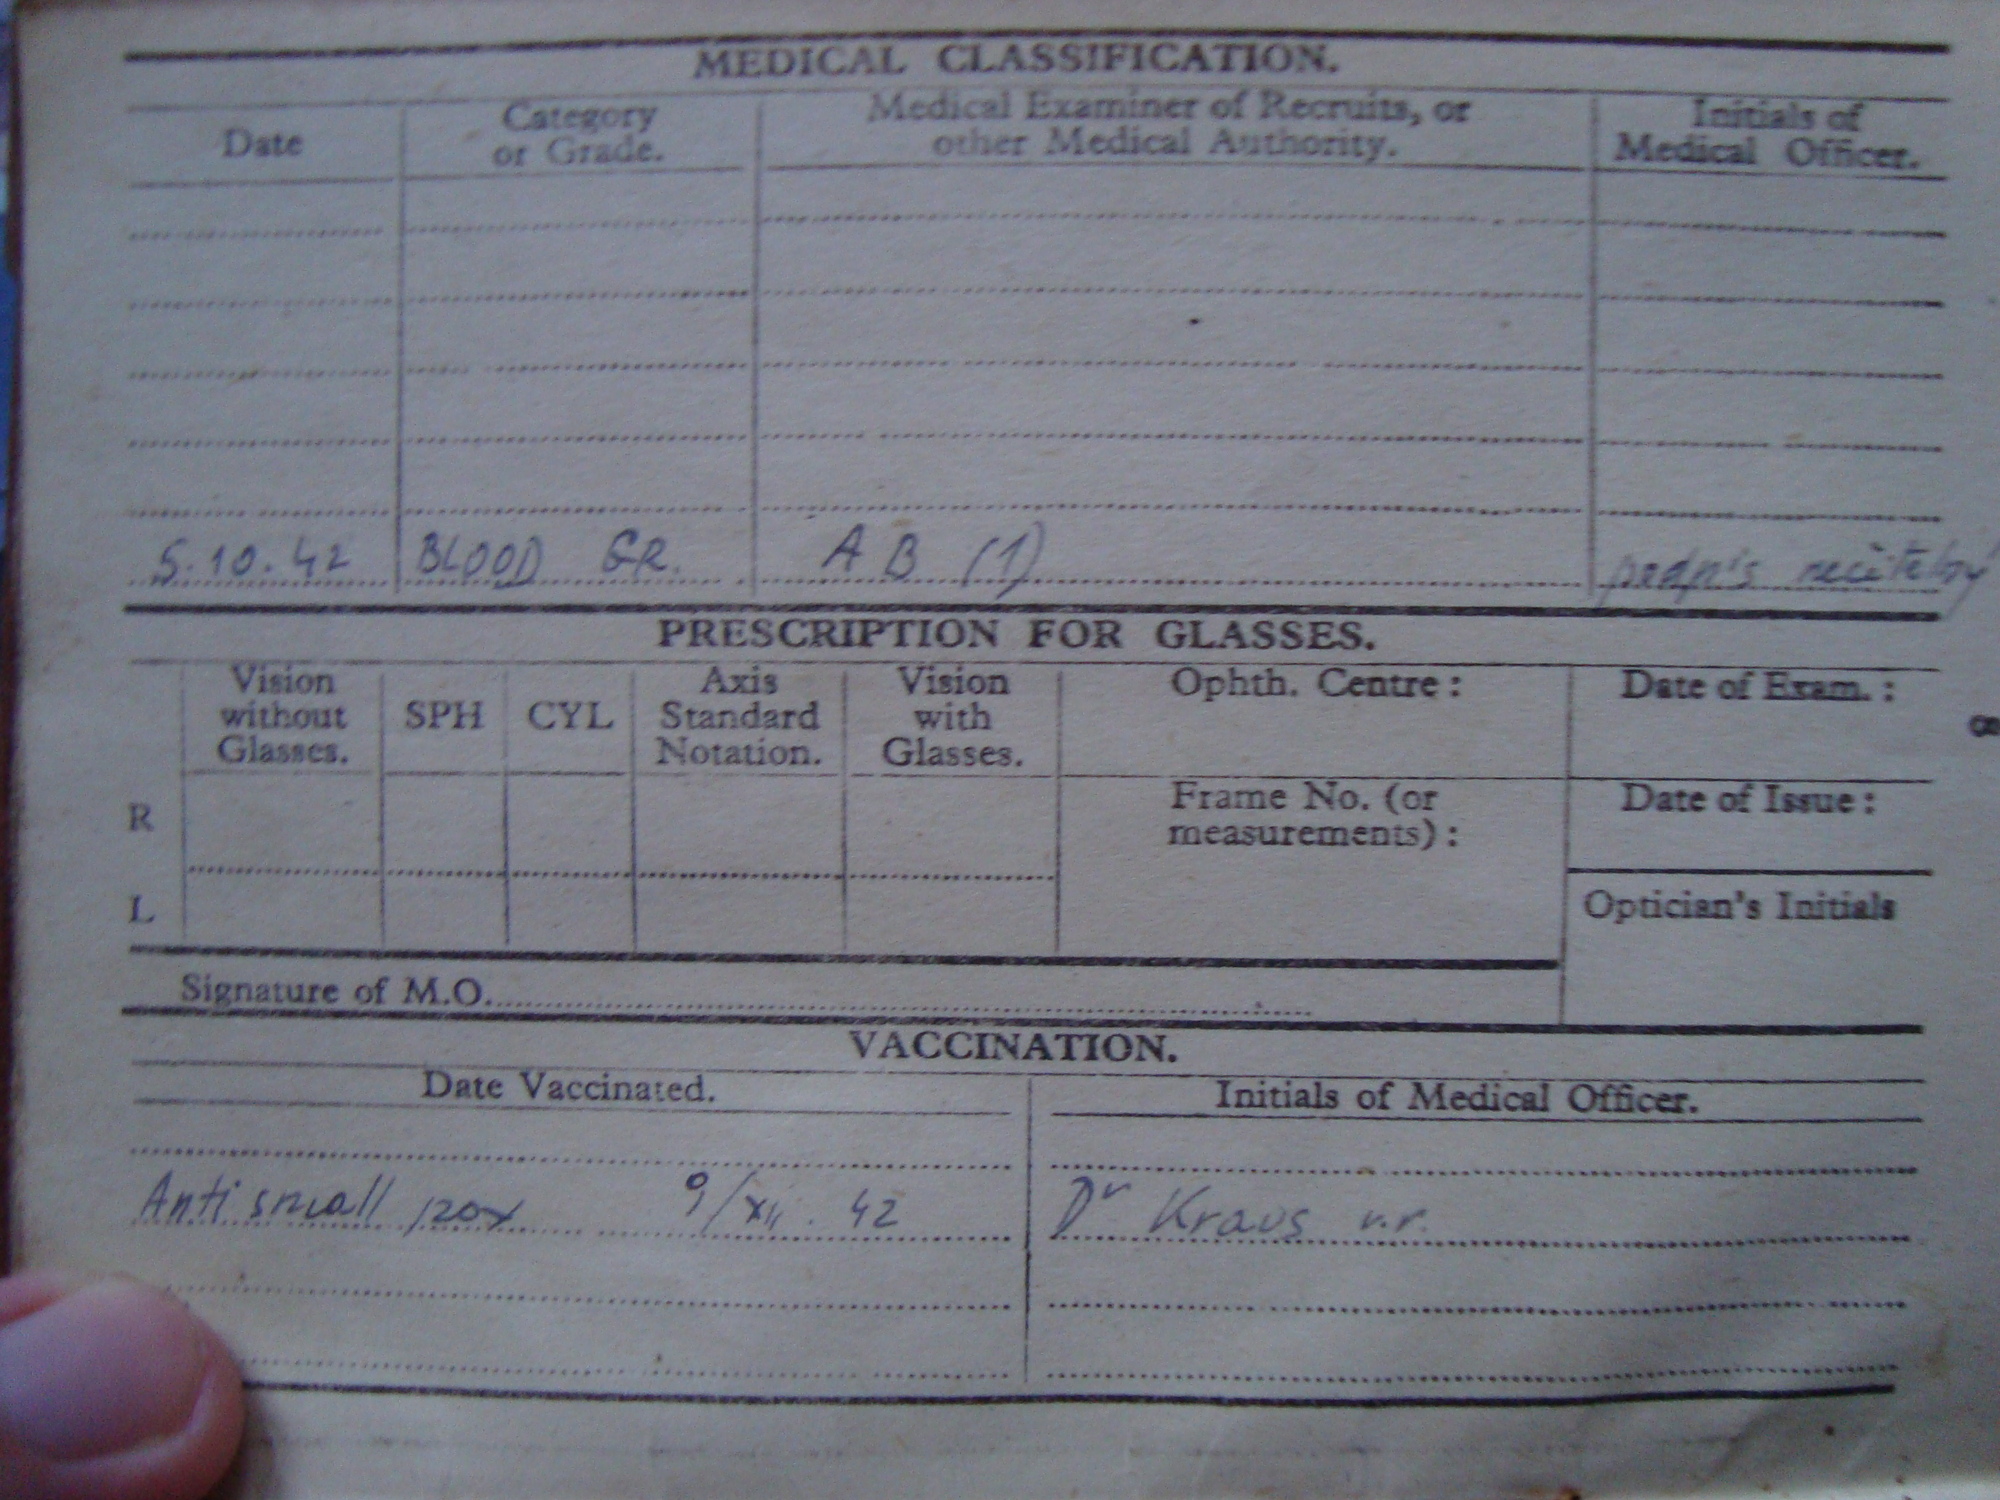 MEDICAL CLASSIFICATION.
Date
Category
or Grade.
Medical Examiner of Recruits, or
other Medical Authority.
Initials of
Medical Officer.
5.10.42 BLOOD GR. A B (1) podpis nečitelný
PRESCRIPTION FOR GLASSES.
Vision
without
Glasses.
SPH
CYL
Axis
Standard
Notation.
Vision
with
Glasses.
Ophth. Centre :
Date of Exam. :
8
Frame No. (or
measurements) :
Date of Issue :
R
L
Optician's Initials
Signature of M.O.
VACCINATION.
Date Vaccinated.
Initials of Medical Officer.
Anti small pox 9/XII. 42 Dr Kraus v.r.